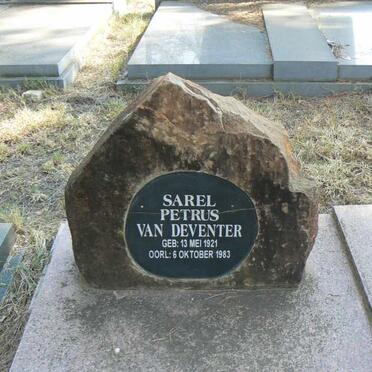 SAREL
PETRUS
VAN DEVENTER
GEB: 13 MEI 1921
OORL: 6 OKTOBER 1983